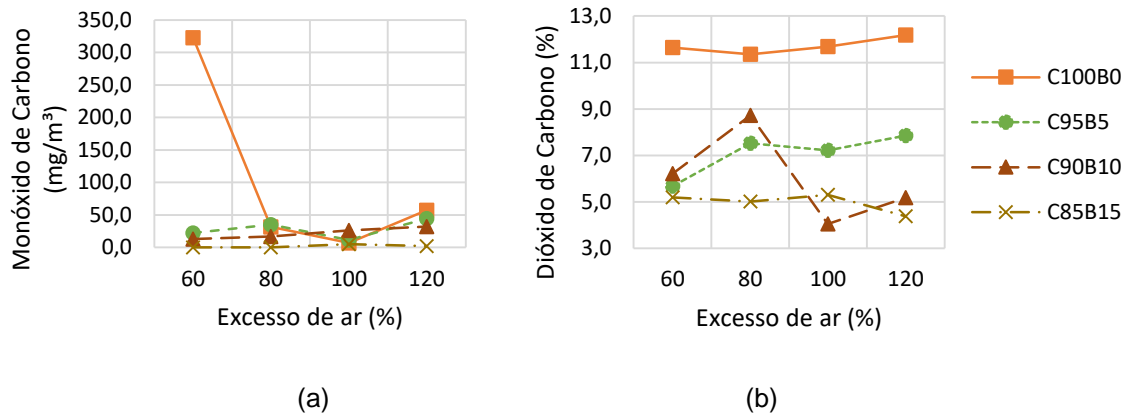 Monóxido de Carbono
(mg/m³)
350,0
300,0
250,0
200,0
150,0
100,0
50,0
0,0
60 80 100 120
Excesso de ar (%)
(a)
Dióxido de Carbono (%)
13,0
11,0
9,0
7,0
5,0
3,0
60 80 100 120
Excesso de ar (%)
(b)
C100B0
C95B5
C90B10
C85B15